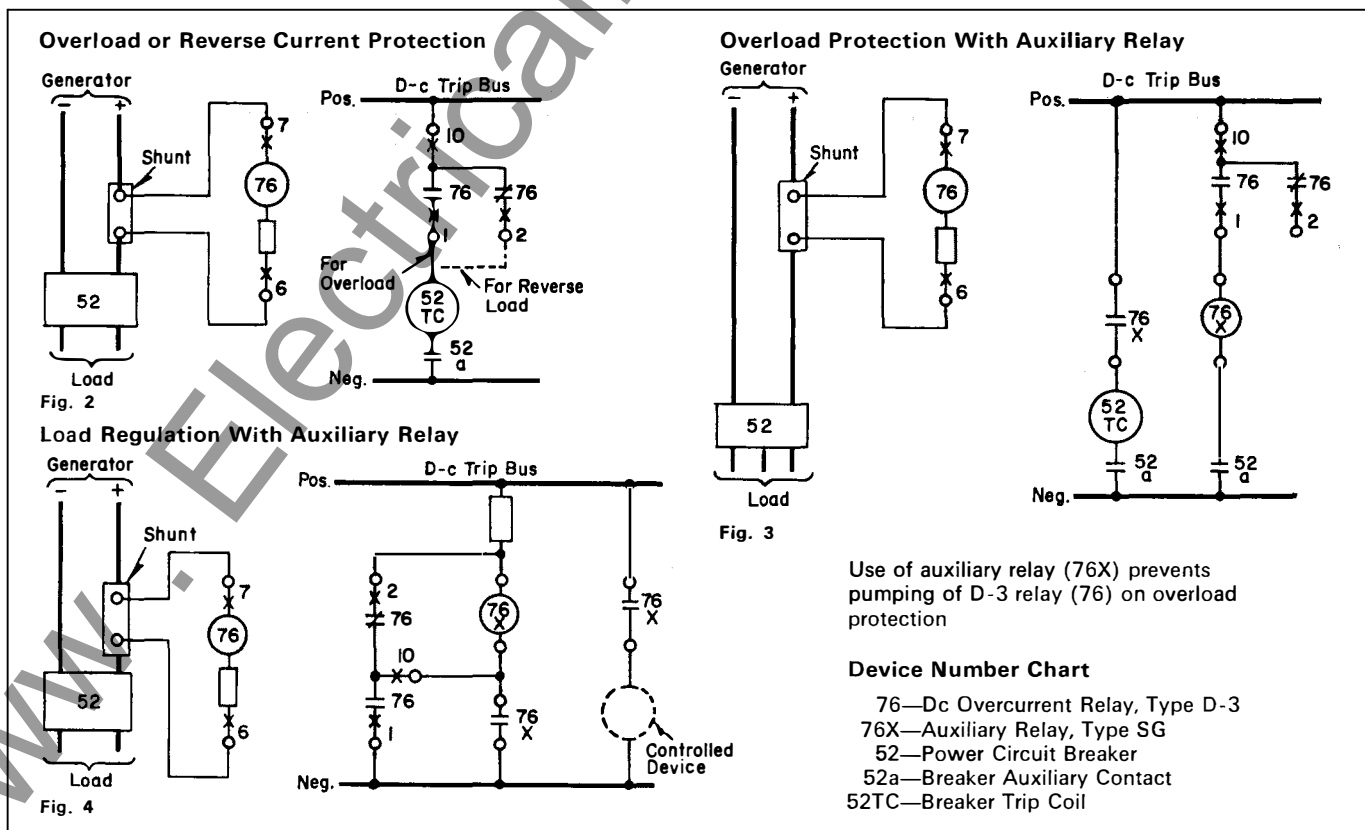 Overload or Reverse Current Protection
Generator
− +
Shunt
7
76
6
52
Load
D-c Trip Bus
Pos.
10
76
76
1
2
For Overload
For Reverse Load
52 TC
52 a
Neg.
Fig. 2
Overload Protection With Auxiliary Relay
Generator
− +
Shunt
7
76
6
52
Load
D-c Trip Bus
Pos.
10
76
76
1
2
76 X
76 X
52 TC
52 a
52 a
Neg.
Fig. 3
Load Regulation With Auxiliary Relay
Generator
− +
Shunt
7
76
6
52
Load
D-c Trip Bus
Pos.
2
76
76 X
76 X
10
76
1
76 X
Controlled Device
Neg.
Fig. 4
Use of auxiliary relay (76X) prevents
pumping of D-3 relay (76) on overload
protection
Device Number Chart
76—Dc Overcurrent Relay, Type D-3
76X—Auxiliary Relay, Type SG
52—Power Circuit Breaker
52a—Breaker Auxiliary Contact
52TC—Breaker Trip Coil
www. Electrical